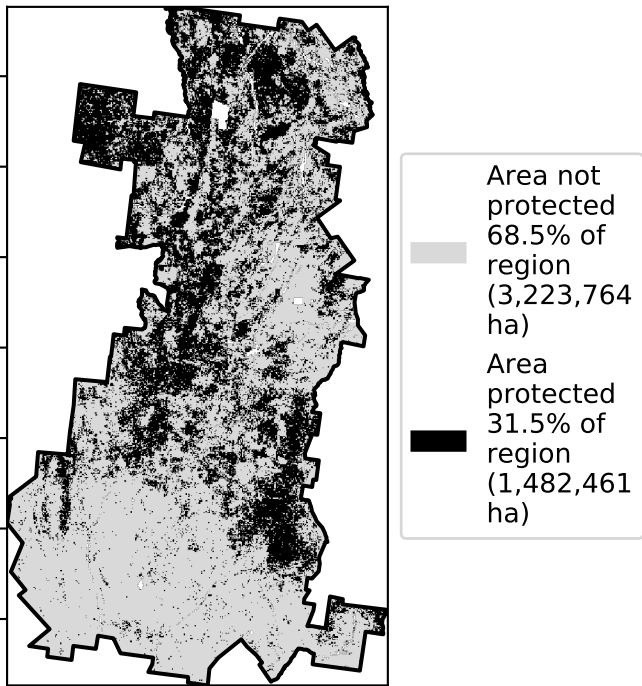 Area not
protected
68.5% of
region
(3,223,764
ha)
Area
protected
31.5% of
region
(1,482,461
ha)